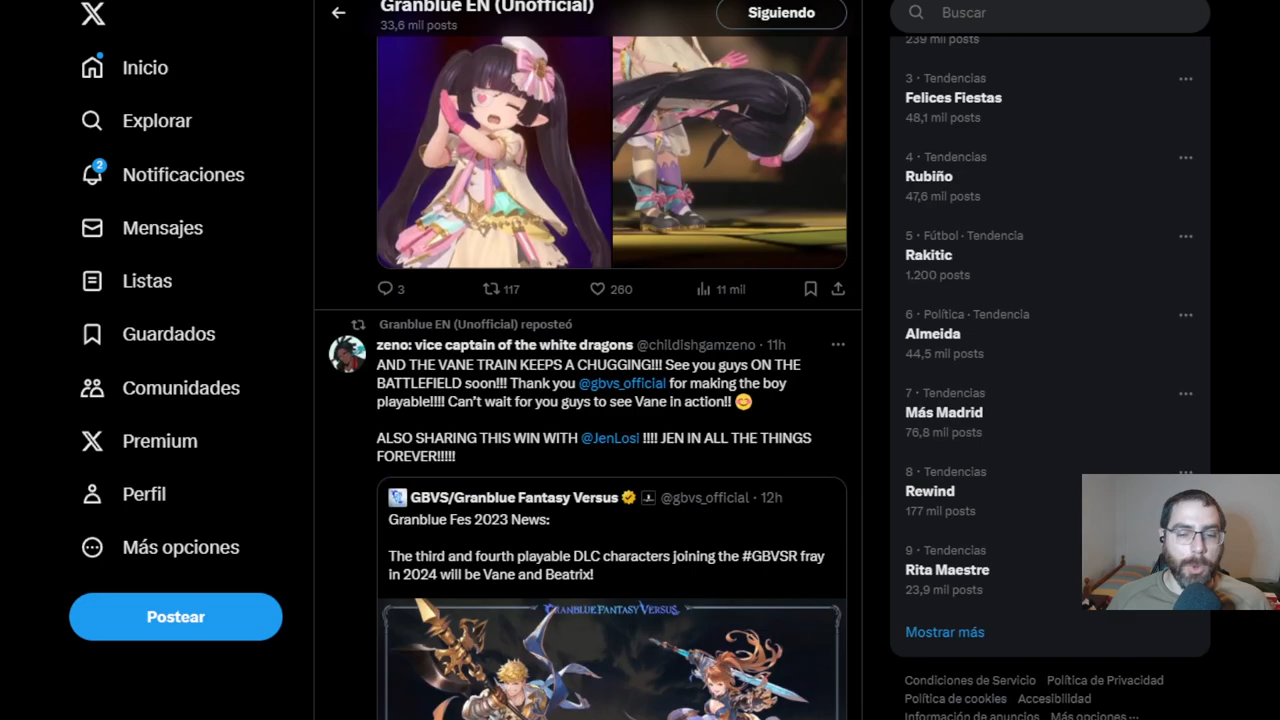 Inicio
Explorar
2
Notificaciones
Mensajes
Listas
Guardados
Comunidades
Premium
Perfil
Más opciones
Postear
Granblue EN (Unofficial)
33,6 mil posts
Siguiendo
3
117
260
11 mil
Granblue EN (Unofficial) reposteó
zeno: vice captain of the white dragons @childishgamzeno · 11h
AND THE VANE TRAIN KEEPS A CHUGGING!!! See you guys ON THE
BATTLEFIELD soon!!! Thank you @gbvs_official for making the boy
playable!!!! Can't wait for you guys to see Vane in action!! 😊
ALSO SHARING THIS WIN WITH @JenLosi !!!! JEN IN ALL THE THINGS
FOREVER!!!!!
GBVS/Granblue Fantasy Versus @gbvs_official · 12h
Granblue Fes 2023 News:
The third and fourth playable DLC characters joining the #GBVSR fray
in 2024 will be Vane and Beatrix!
GRANBLUE FANTASY VERSUS
Buscar
239 mil posts
3 · Tendencias
Felices Fiestas
48,1 mil posts
4 · Tendencias
Rubiño
47,6 mil posts
5 · Fútbol · Tendencia
Rakitic
1.200 posts
6 · Política · Tendencia
Almeida
44,5 mil posts
7 · Tendencias
Más Madrid
76,8 mil posts
8 · Tendencias
Rewind
177 mil posts
9 · Tendencias
Rita Maestre
23,9 mil posts
Mostrar más
Condiciones de Servicio Política de Privacidad
Política de cookies Accesibilidad
Información de anuncios Más opciones ···